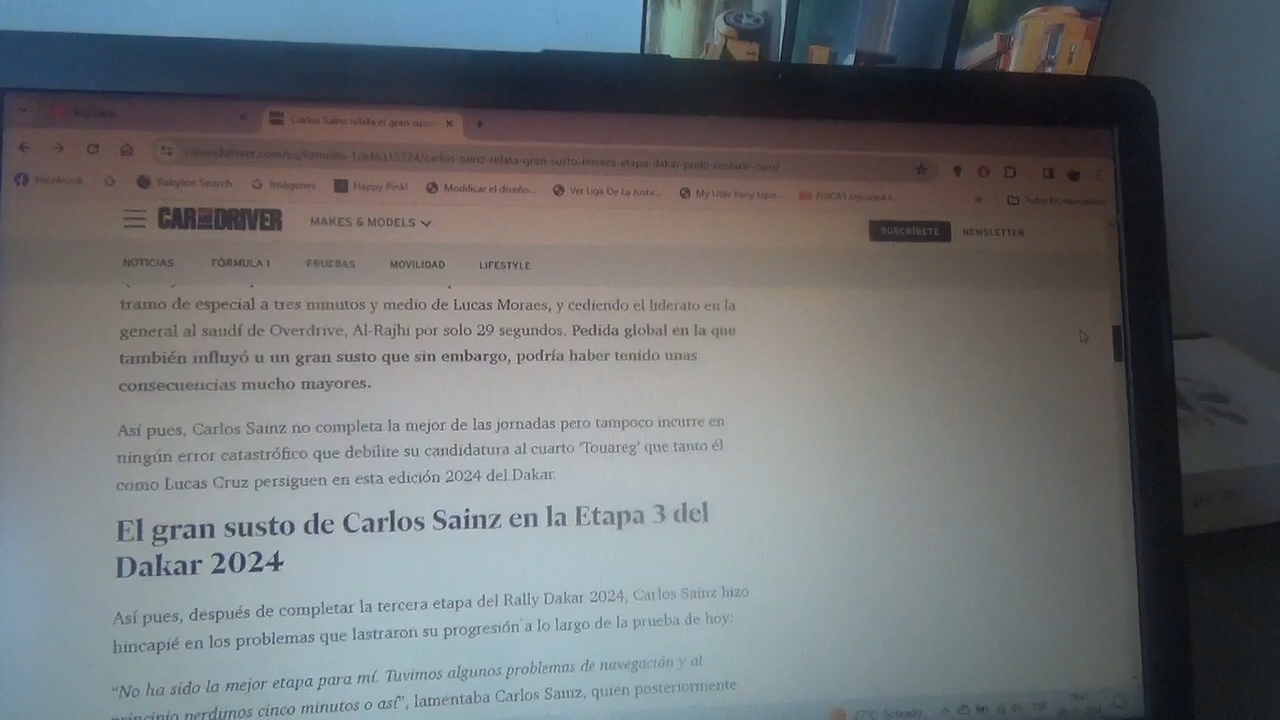 Carlos Sainz relata el gran sus
caranddriver.com/es/formula-1/a46315724/carlos-sainz-relata-gran-susto-tercera-etapa-dakar-pudo-costarle-caro/
Facebook
G
Babylon Search
Imágenes
Happy Pink!
Modificar el diseño...
Ver Liga De La Justic...
My Little Pony Eque...
»
Todos los marcadores
CAR AND DRIVER
MAKES & MODELS
SUSCRÍBETE
NEWSLETTER
NOTICIAS
FÓRMULA 1
PRUEBAS
MOVILIDAD
LIFESTYLE
tramo de especial a tres minutos y medio de Lucas Moraes, y cediendo el liderato en la
general al saudí de Overdrive, Al-Rajhi por solo 29 segundos. Pedida global en la que
también influyó u un gran susto que sin embargo, podría haber tenido unas
consecuencias mucho mayores.
Así pues, Carlos Sainz no completa la mejor de las jornadas pero tampoco incurre en
ningún error catastrófico que debilite su candidatura al cuarto 'Touareg' que tanto él
como Lucas Cruz persiguen en esta edición 2024 del Dakar.
El gran susto de Carlos Sainz en la Etapa 3 del
Dakar 2024
Así pues, después de completar la tercera etapa del Rally Dakar 2024, Carlos Sainz hizo
hincapié en los problemas que lastraron su progresión a lo largo de la prueba de hoy:
“No ha sido la mejor etapa para mí. Tuvimos algunos problemas de navegación y al
principio perdimos cinco minutos o así”, lamentaba Carlos Sainz, quien posteriormente
27°C Soleado